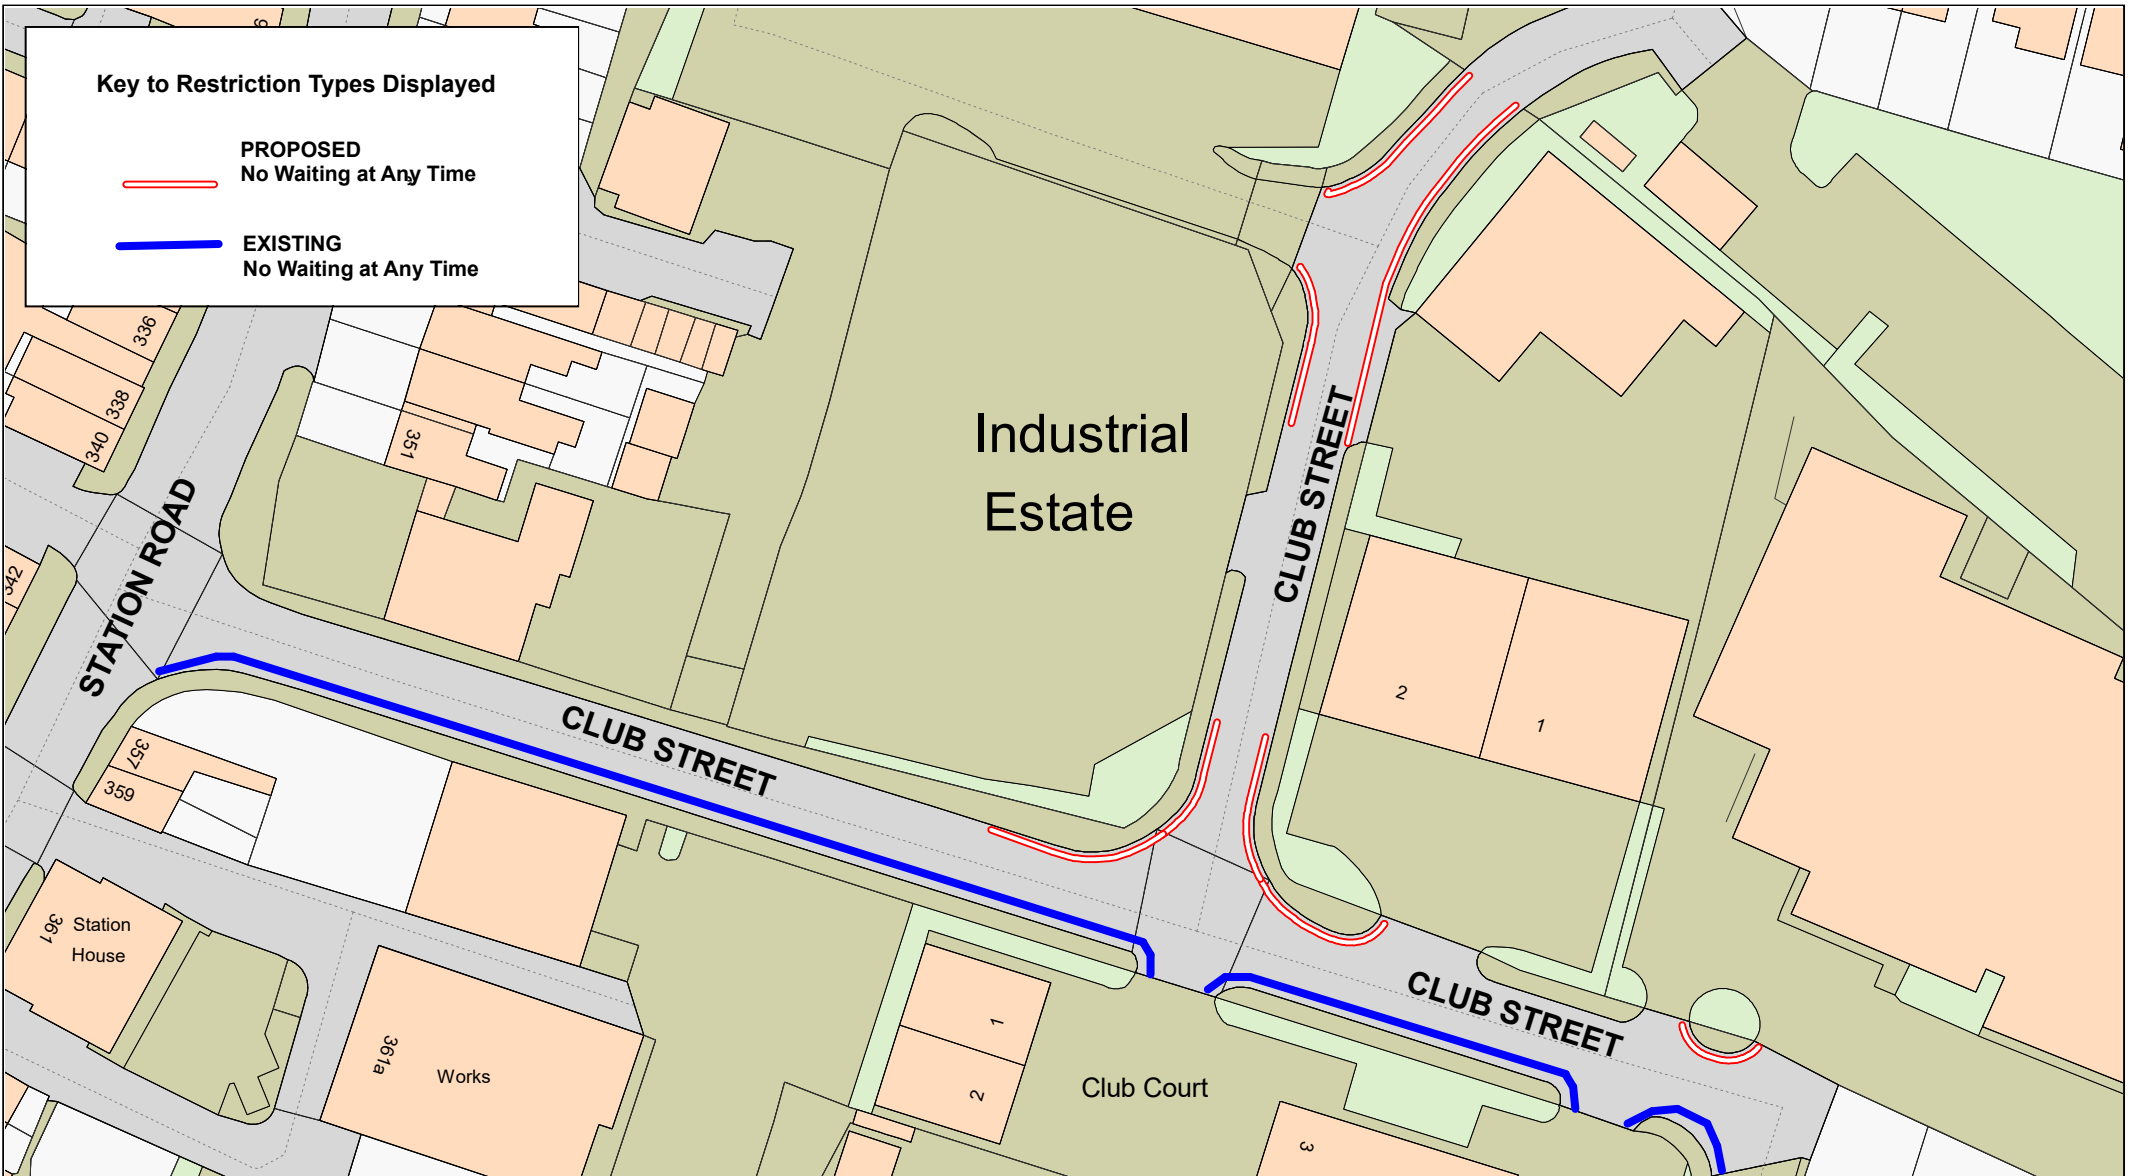 6
Key to Restriction Types Displayed
PROPOSED
No Waiting at Any Time
EXISTING
No Waiting at Any Time
336
338
340
351
342
STATION ROAD
Industrial
Estate
CLUB STREET
CLUB STREET
2
1
357
359
361
Station
House
361a
Works
1
2
Club Court
CLUB STREET
3